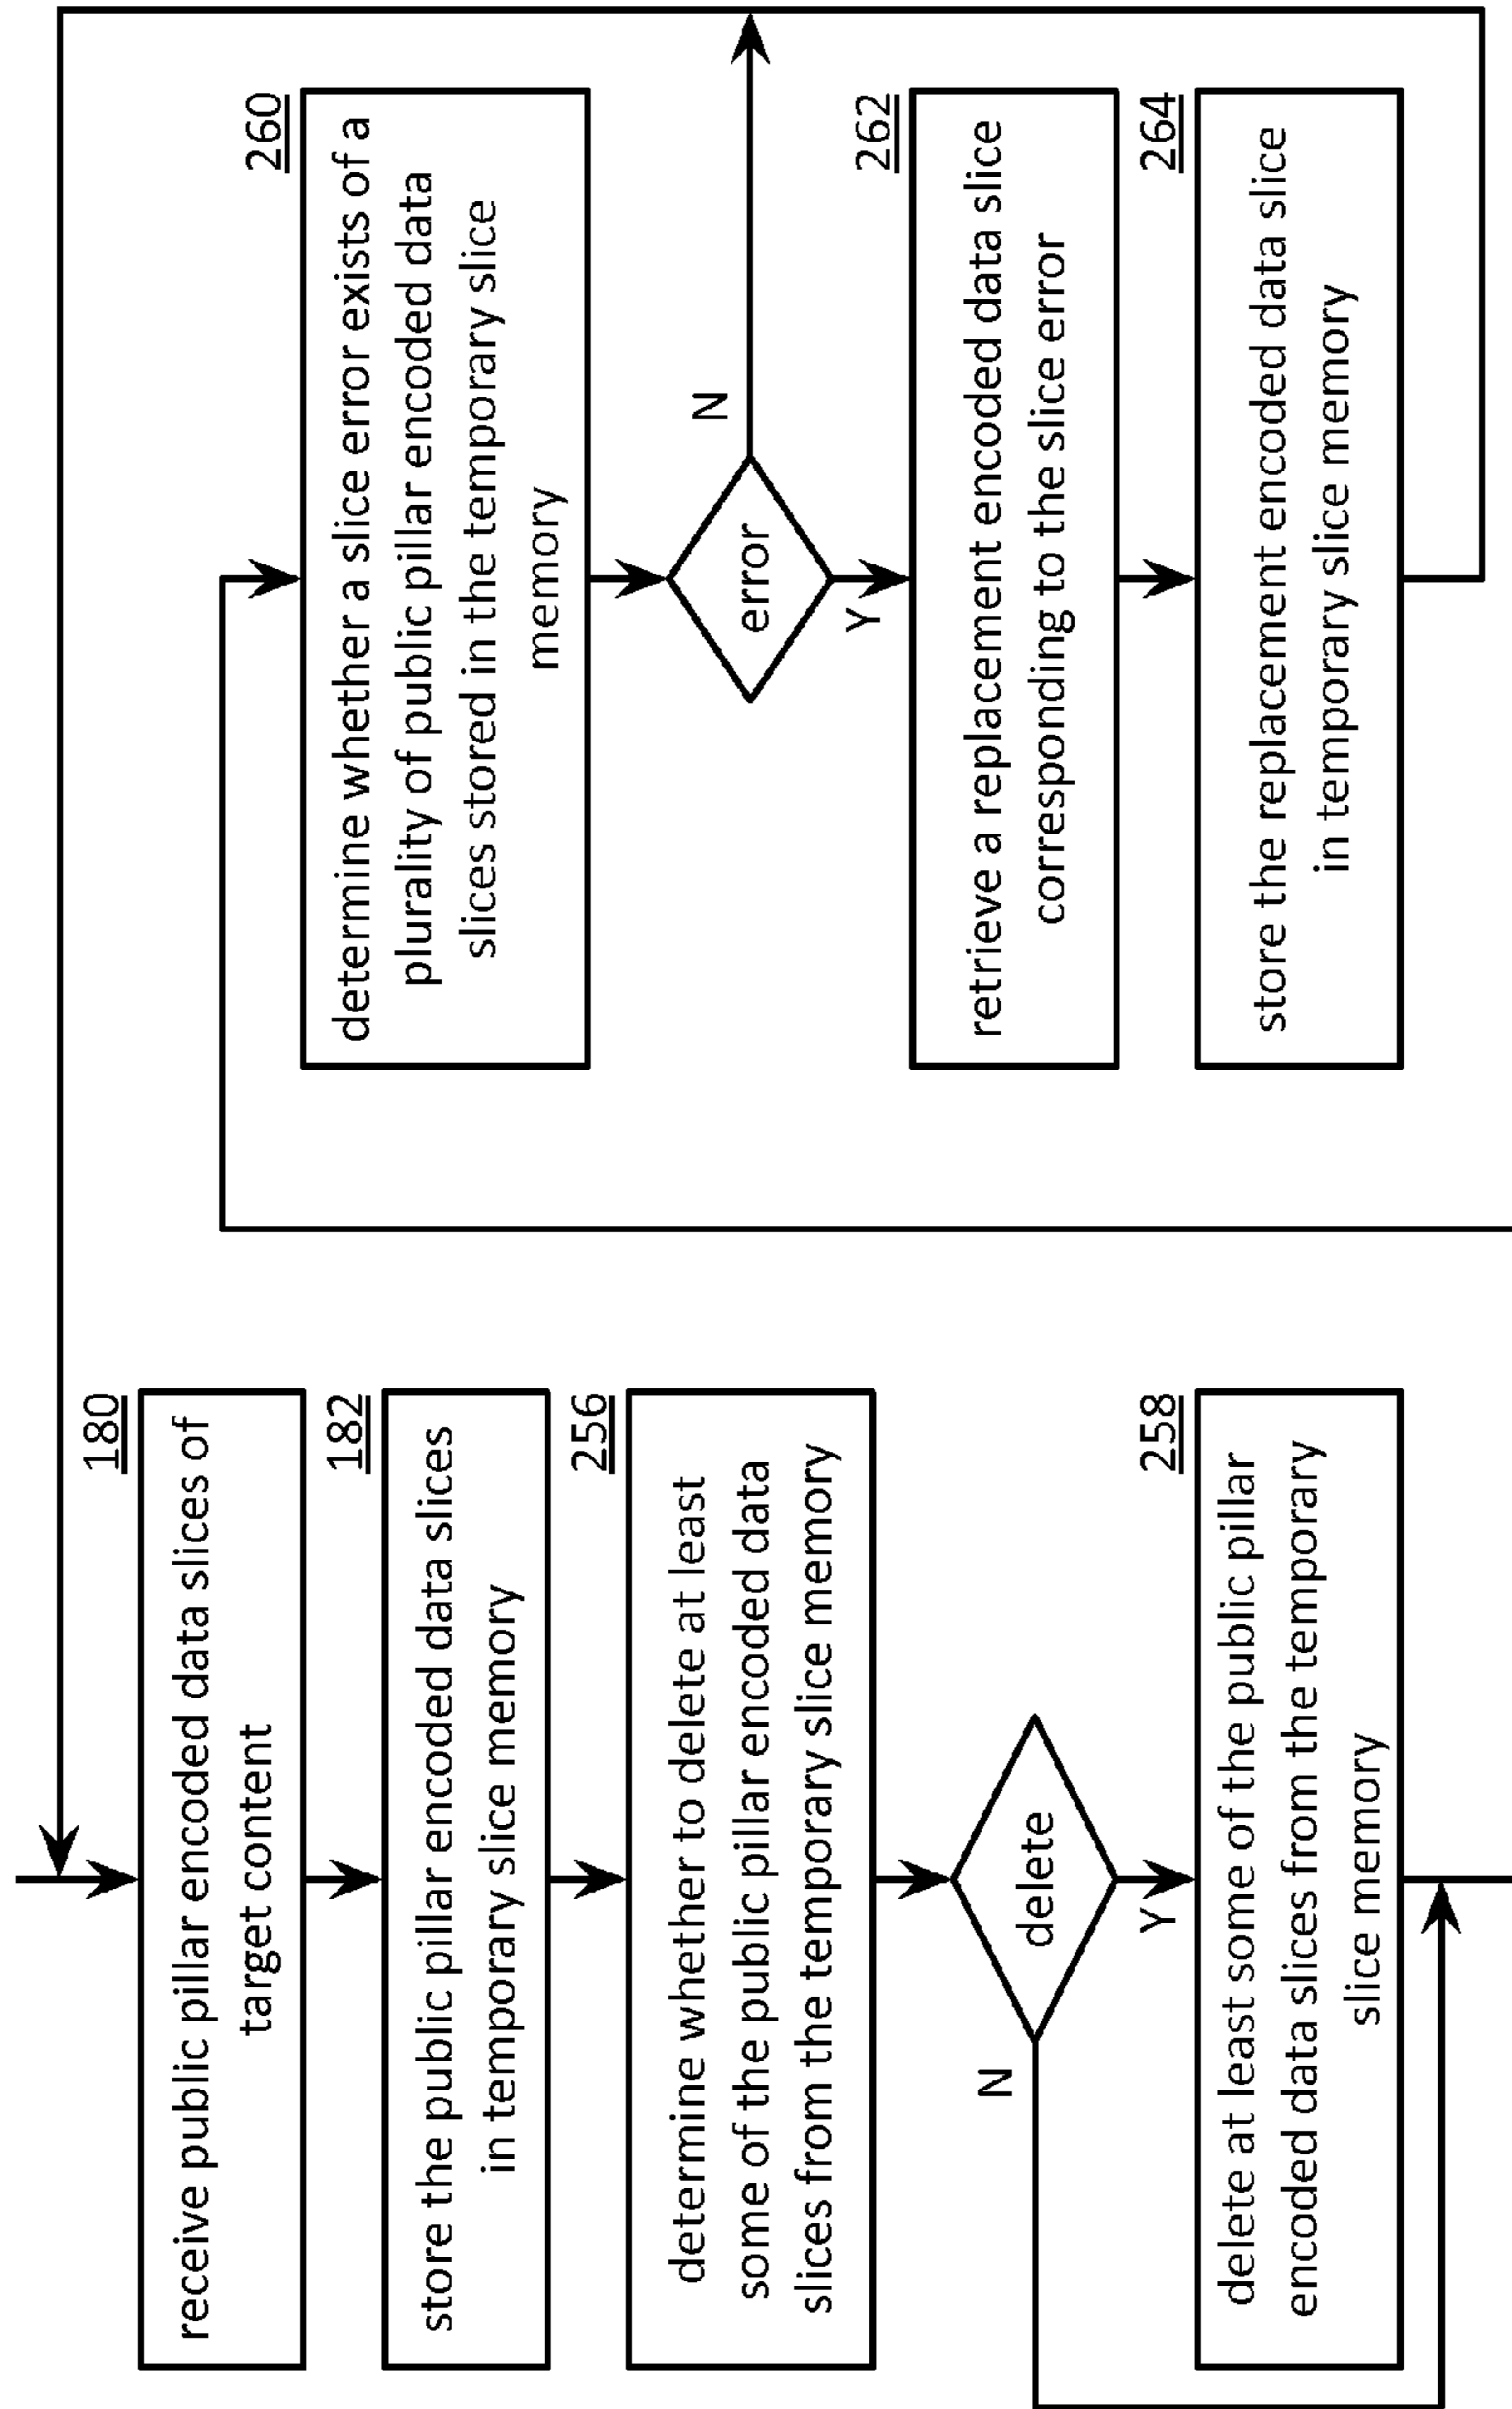 180
receive public pillar encoded data slices of
target content
182
store the public pillar encoded data slices
in temporary slice memory
256
determine whether to delete at least
some of the public pillar encoded data
slices from the temporary slice memory
delete
N
Y
258
delete at least some of the public pillar
encoded data slices from the temporary
slice memory
260
determine whether a slice error exists of a
plurality of public pillar encoded data
slices stored in the temporary slice
memory
error
N
Y
262
retrieve a replacement encoded data slice
corresponding to the slice error
264
store the replacement encoded data slice
in temporary slice memory